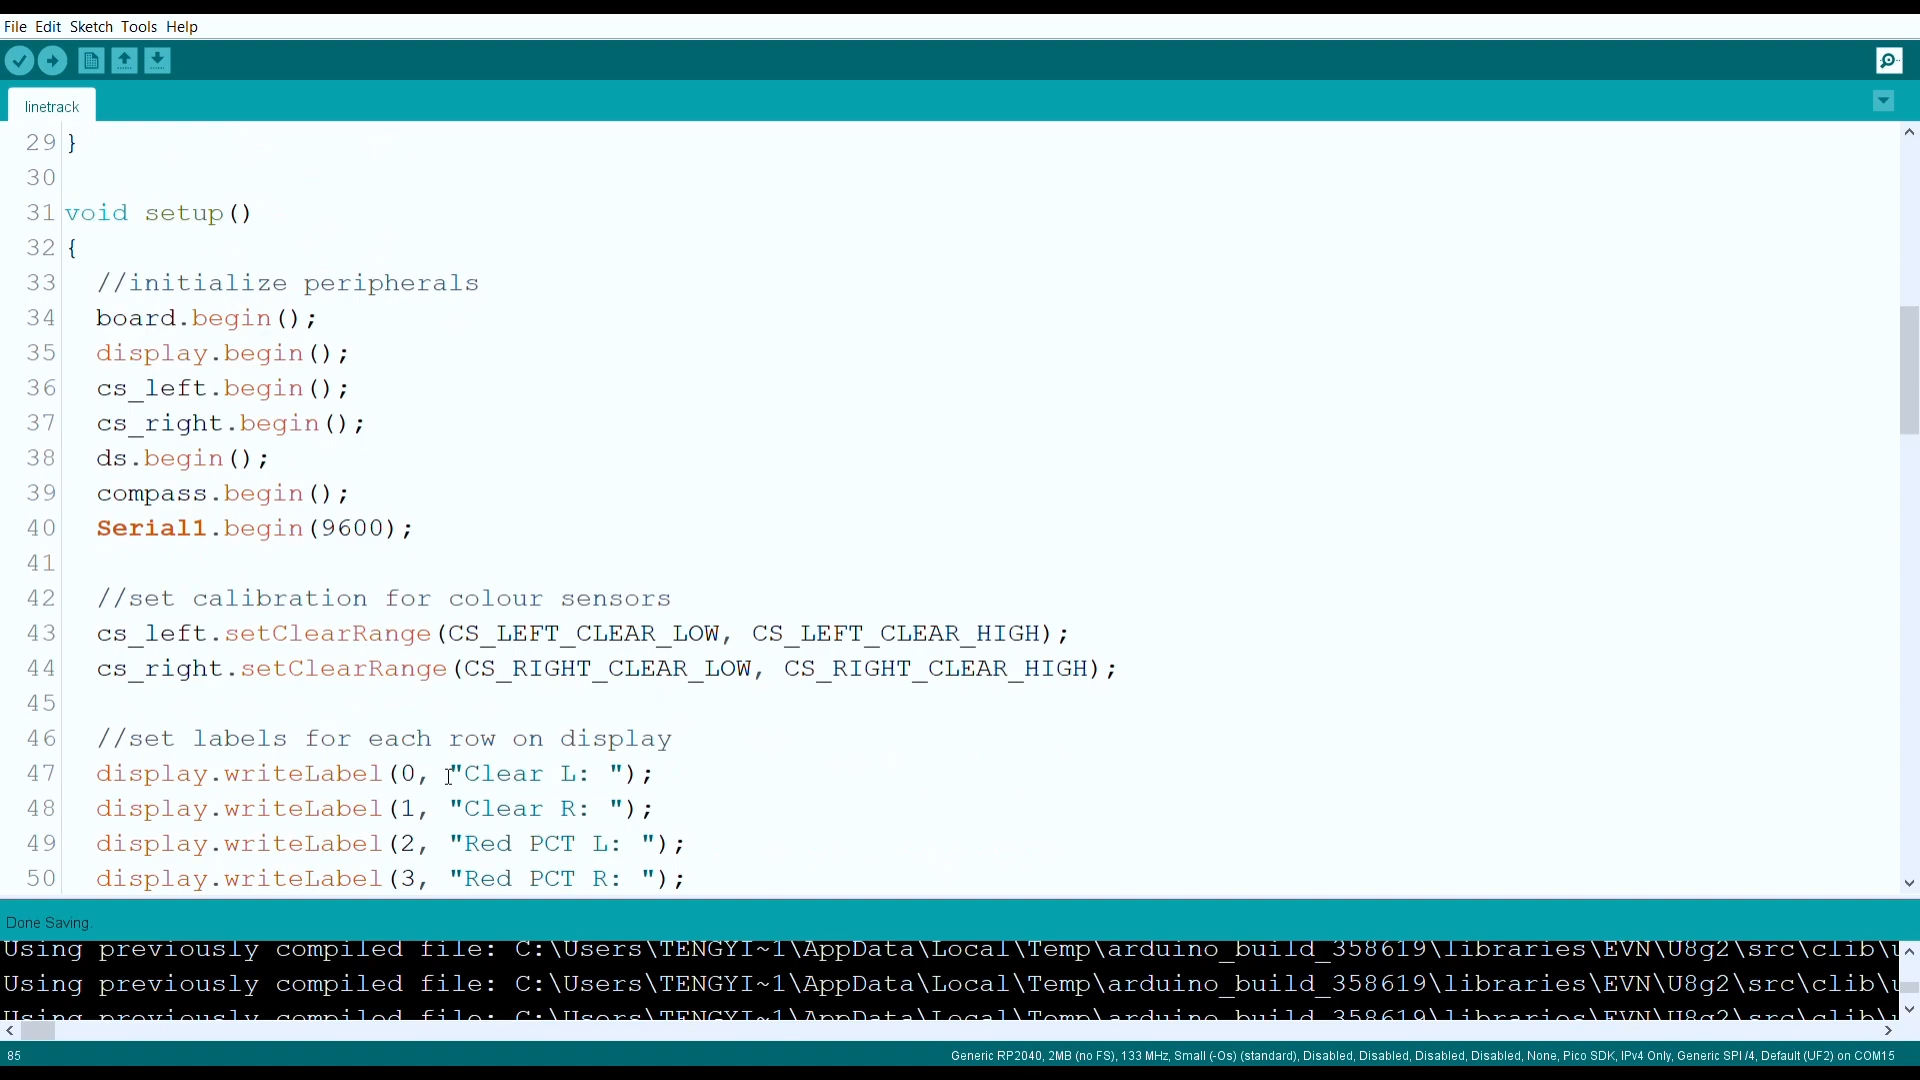 File Edit Sketch Tools Help
linetrack
29 }
30
31 void setup()
32 {
33 //initialize peripherals
34 board.begin();
35 display.begin();
36 cs_left.begin();
37 cs_right.begin();
38 ds.begin();
39 compass.begin();
40 Serial1.begin(9600);
41
42 //set calibration for colour sensors
43 cs_left.setClearRange(CS_LEFT_CLEAR_LOW, CS_LEFT_CLEAR_HIGH);
44 cs_right.setClearRange(CS_RIGHT_CLEAR_LOW, CS_RIGHT_CLEAR_HIGH);
45
46 //set labels for each row on display
47 display.writeLabel(0, "Clear L: ");
48 display.writeLabel(1, "Clear R: ");
49 display.writeLabel(2, "Red PCT L: ");
50 display.writeLabel(3, "Red PCT R: ");
Done Saving.
Using previously compiled file: C:\Users\TENGYI~1\AppData\Local\Temp\arduino_build_358619\libraries\EVN\U8g2\src\clib\u
Using previously compiled file: C:\Users\TENGYI~1\AppData\Local\Temp\arduino_build_358619\libraries\EVN\U8g2\src\clib\u
Using previously compiled file: C:\Users\TENGYI~1\AppData\Local\Temp\arduino_build_358619\libraries\EVN\U8g2\src\clib\u
85 Generic RP2040, 2MB (no FS), 133 MHz, Small (-Os) (standard), Disabled, Disabled, Disabled, Disabled, None, Pico SDK, IPv4 Only, Generic SPI /4, Default (UF2) on COM15